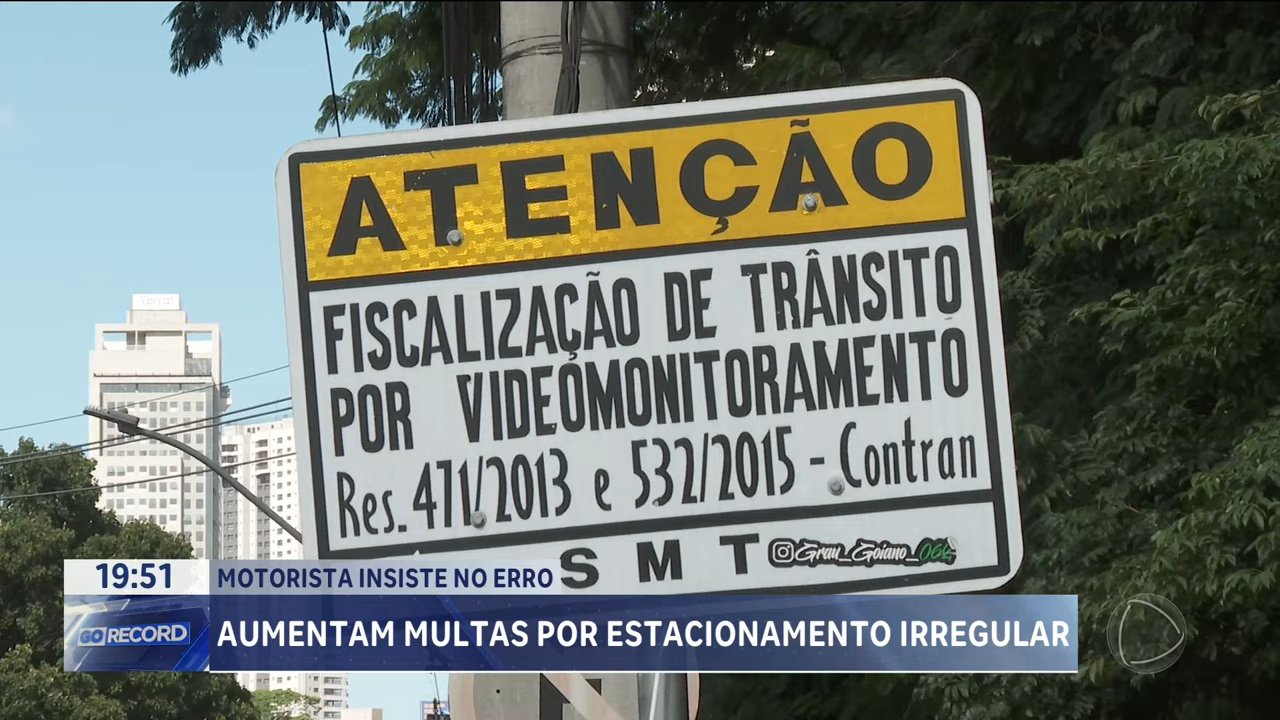 Terral
ATENÇÃO
FISCALIZAÇÃO DE TRÂNSITO
POR VIDEOMONITORAMENTO
Res. 471/2013 e 532/2015 - Contran
SMT
Grau_Goiano_064
19:51
MOTORISTA INSISTE NO ERRO
GO RECORD
AUMENTAM MULTAS POR ESTACIONAMENTO IRREGULAR